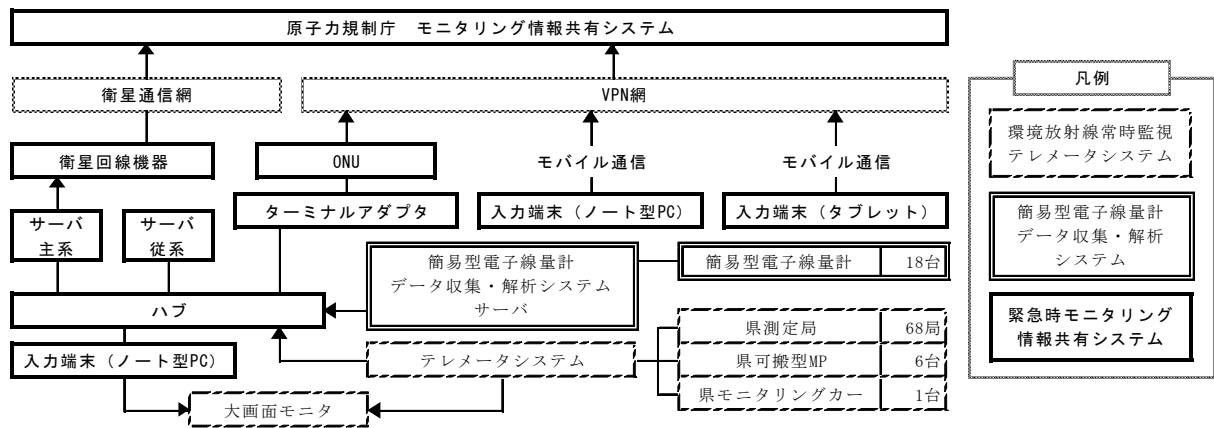 原子力規制庁　モニタリング情報共有システム
衛星通信網
VPN網
衛星回線機器
ONU
モバイル通信
モバイル通信
サーバ
主系
サーバ
従系
ターミナルアダプタ
入力端末（ノート型PC）
入力端末（タブレット）
簡易型電子線量計
データ収集・解析システム
サーバ
簡易型電子線量計
18台
ハブ
入力端末（ノート型PC）
テレメータシステム
県測定局
68局
県可搬型MP
6台
県モニタリングカー
1台
大画面モニタ
凡例
環境放射線常時監視
テレメータシステム
簡易型電子線量計
データ収集・解析
システム
緊急時モニタリング
情報共有システム